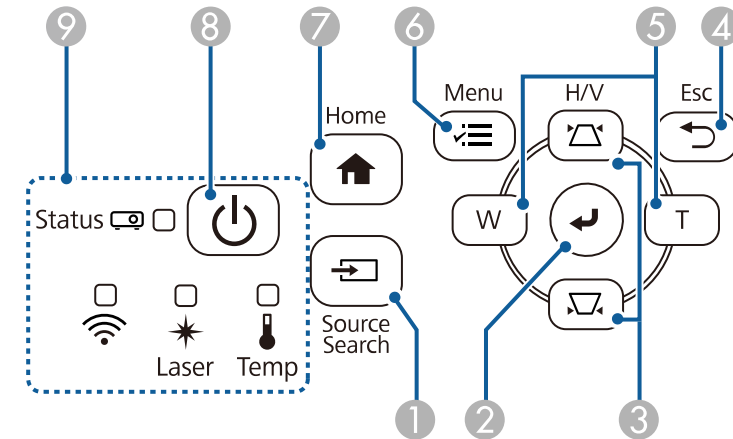 9 8 7 6 5 4
Home
Menu H/V Esc
Status
W T
Source
Search
Laser Temp
1 2 3